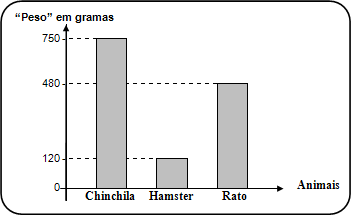 “Peso” em gramas
750
480
120
0
Chinchila Hamster Rato
Animais